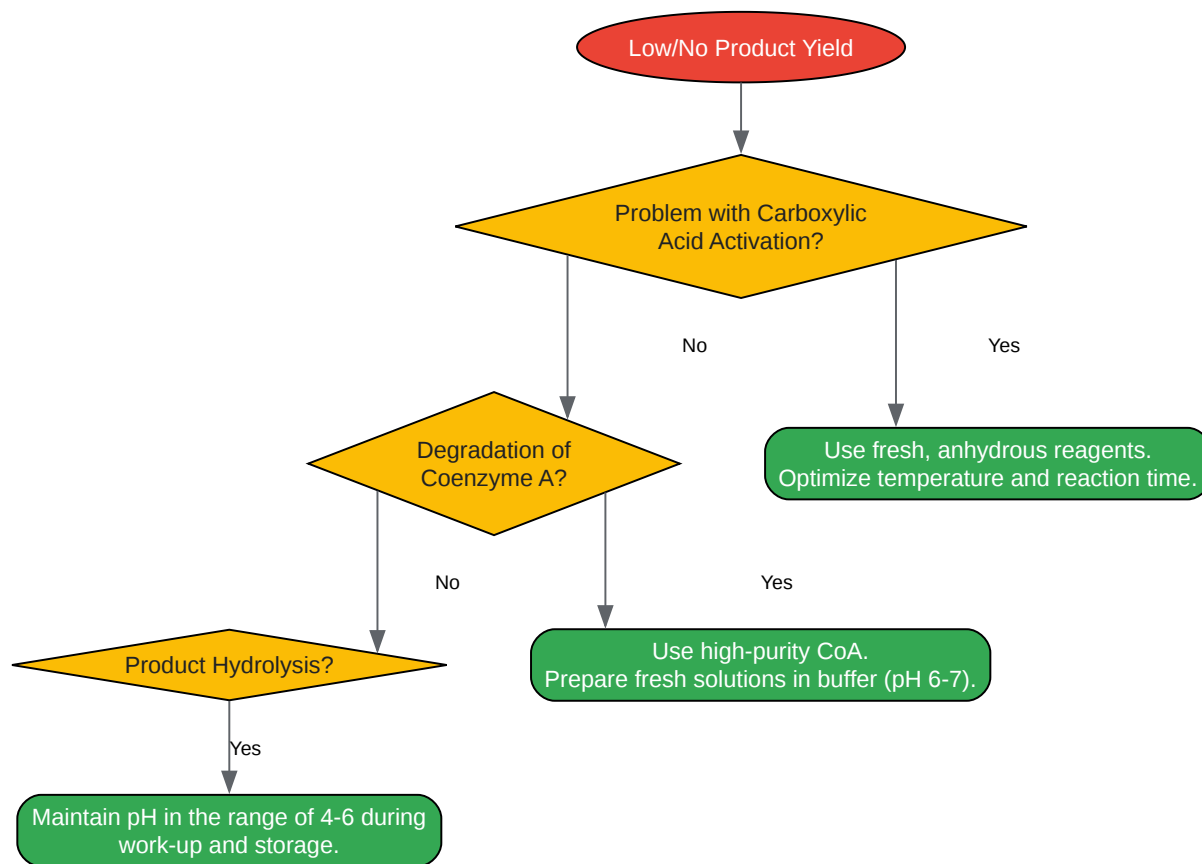 Low/No Product Yield
Problem with Carboxylic
Acid Activation?
No
Yes
Degradation of
Coenzyme A?
Use fresh, anhydrous reagents.
Optimize temperature and reaction time.
No
Yes
Product Hydrolysis?
Use high-purity CoA.
Prepare fresh solutions in buffer (pH 6-7).
Yes
Maintain pH in the range of 4-6 during
work-up and storage.